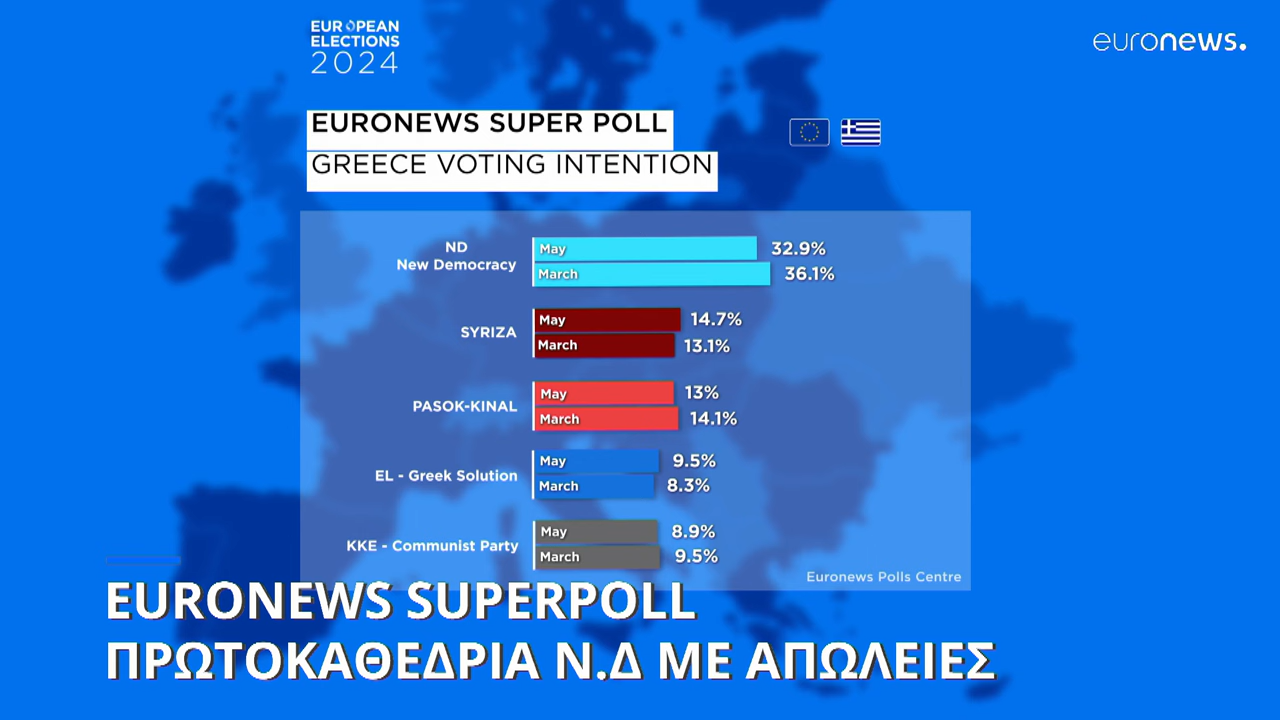 EUROPEAN
ELECTIONS
2024
euronews.
EURONEWS SUPER POLL
GREECE VOTING INTENTION
ND
New Democracy
May 32.9%
March 36.1%
SYRIZA
May 14.7%
March 13.1%
PASOK-KINAL
May 13%
March 14.1%
EL - Greek Solution
May 9.5%
March 8.3%
KKE - Communist Party
May 8.9%
March 9.5%
Euronews Polls Centre
EURONEWS SUPERPOLL
ΠΡΩΤΟΚΑΘΕΔΡΙΑ Ν.Δ ΜΕ ΑΠΩΛΕΙΕΣ